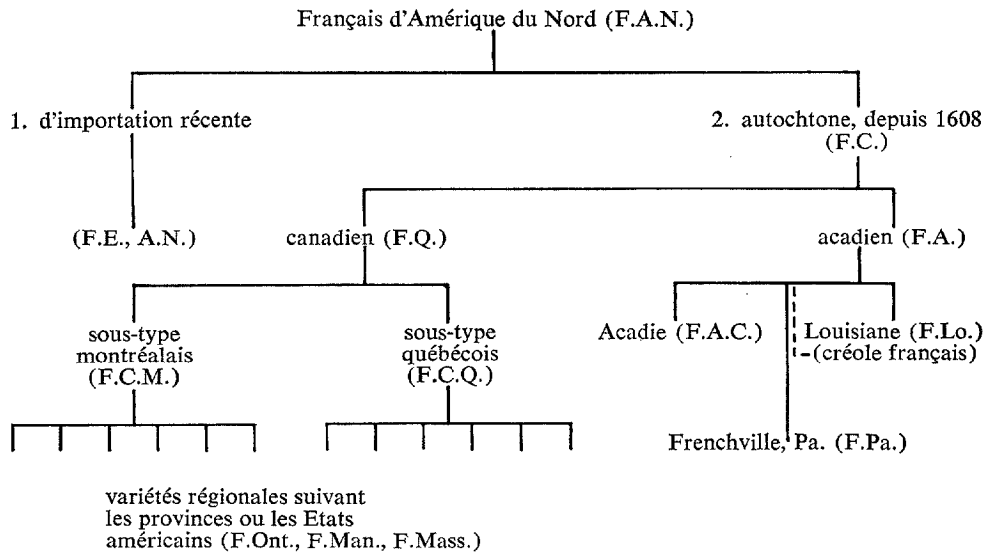 Français d'Amérique du Nord (F.A.N.)
1. d'importation récente
2. autochtone, depuis 1608
(F.C.)
(F.E., A.N.)
canadien (F.Q.)
acadien (F.A.)
sous-type
montréalais
(F.C.M.)
sous-type
québécois
(F.C.Q.)
Acadie (F.A.C.)
Louisiane (F.Lo.)
(créole français)
Frenchville, Pa. (F.Pa.)
variétés régionales suivant
les provinces ou les Etats
américains (F.Ont., F.Man., F.Mass.)